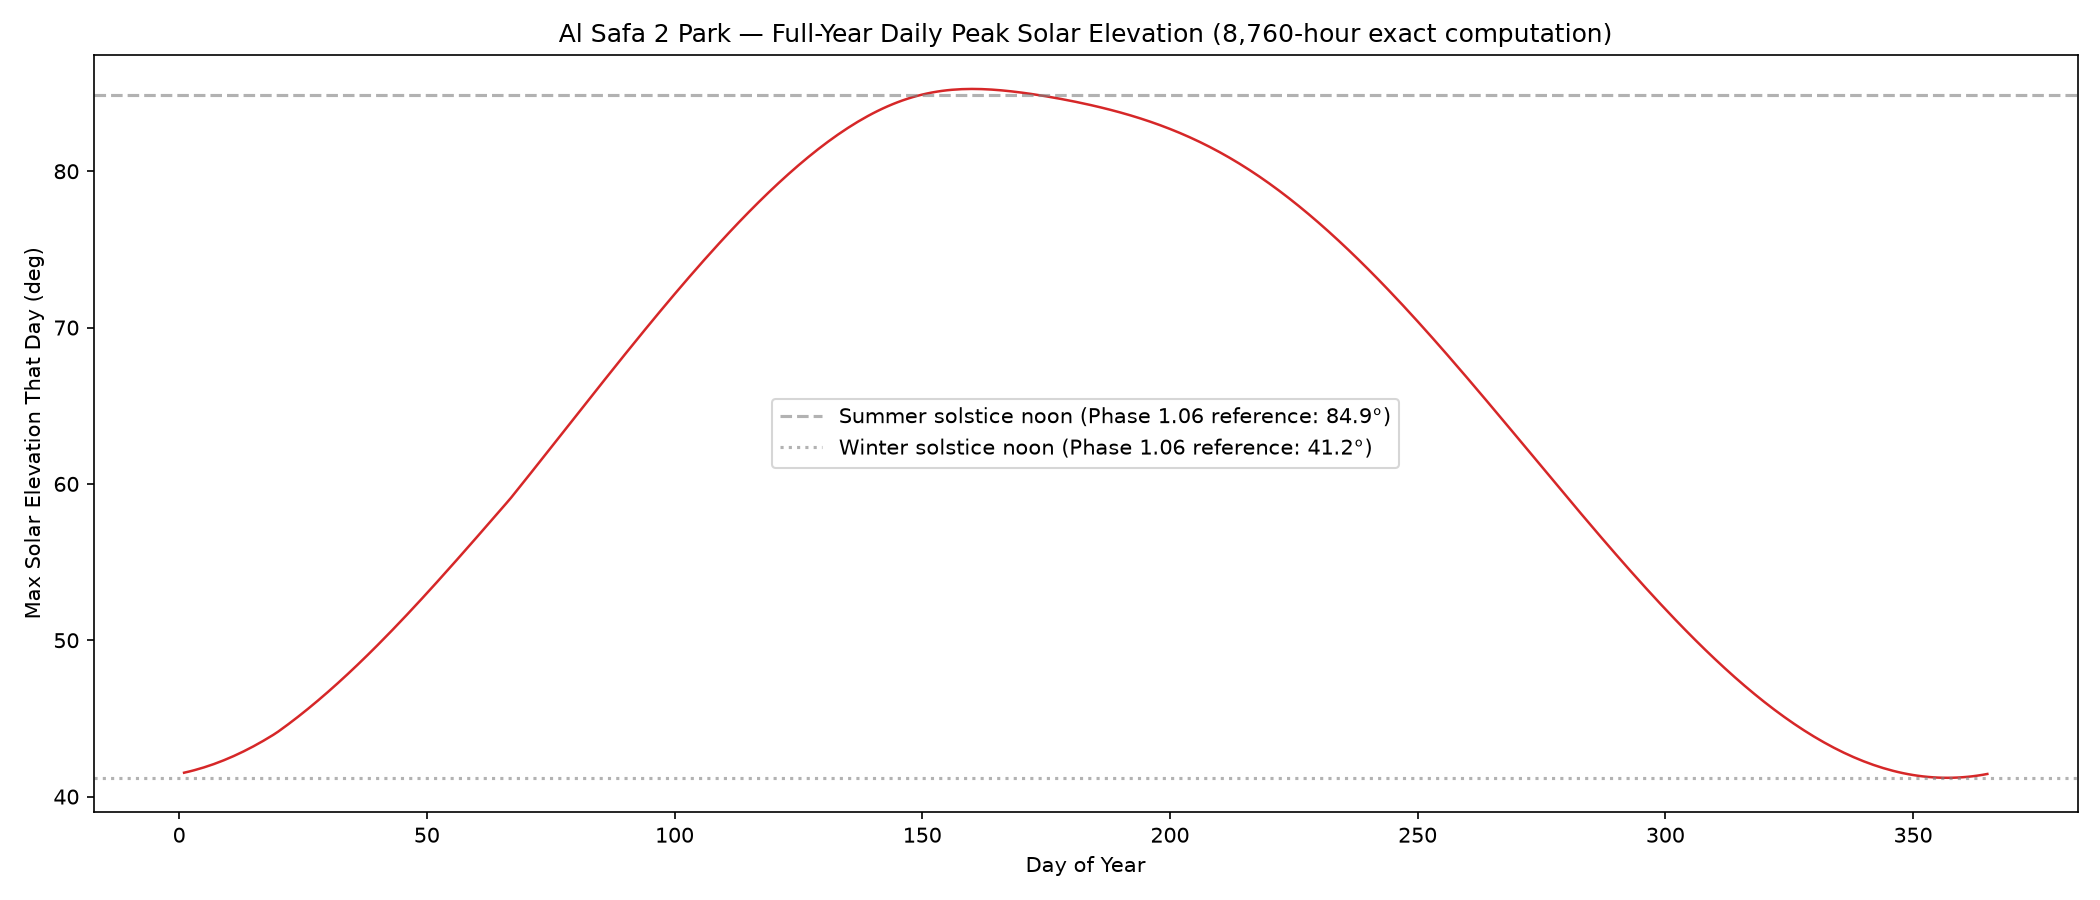 Al Safa 2 Park — Full-Year Daily Peak Solar Elevation (8,760-hour exact computation)
Max Solar Elevation That Day (deg)
80
70
60
50
40
Summer solstice noon (Phase 1.06 reference: 84.9°)
Winter solstice noon (Phase 1.06 reference: 41.2°)
0 50 100 150 200 250 300 350
Day of Year